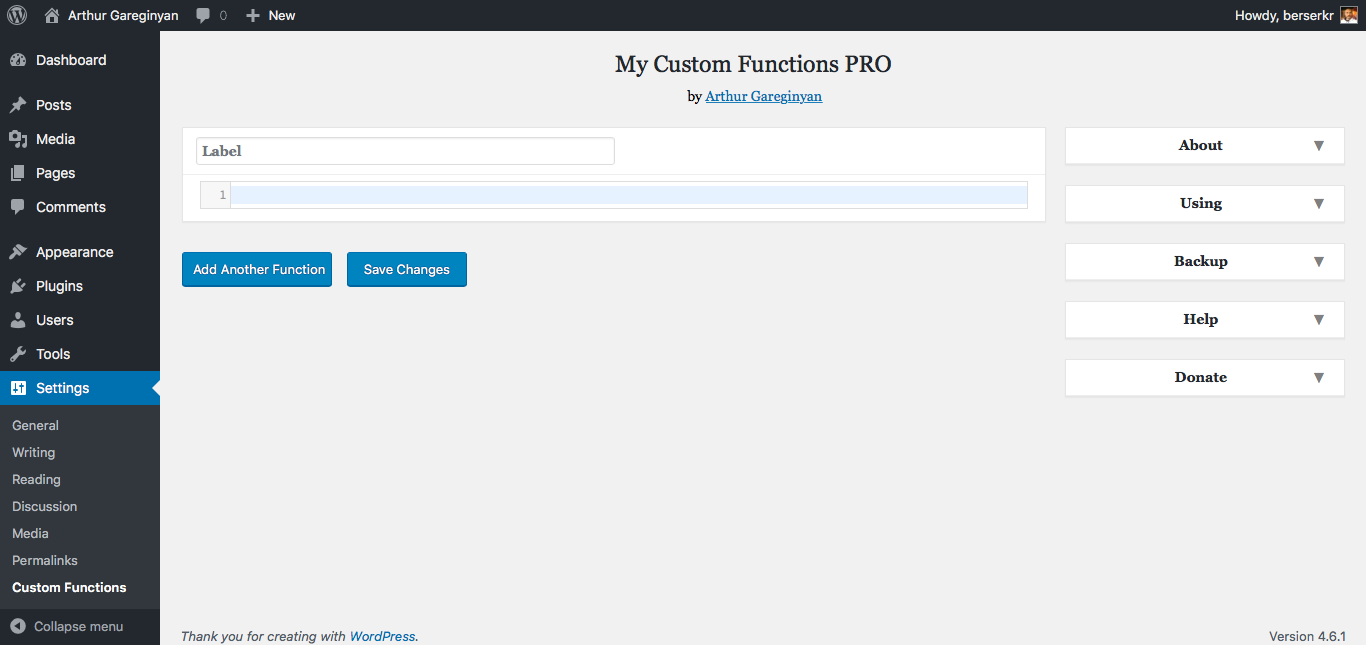 Arthur Gareginyan 0 New Howdy, berserkr
Dashboard
Posts
Media
Pages
Comments
Appearance
Plugins
Users
Tools
Settings
General
Writing
Reading
Discussion
Media
Permalinks
Custom Functions
Collapse menu
My Custom Functions PRO
by Arthur Gareginyan
Label
1
Add Another Function Save Changes
About ▼
Using ▼
Backup ▼
Help ▼
Donate ▼
Thank you for creating with WordPress. Version 4.6.1